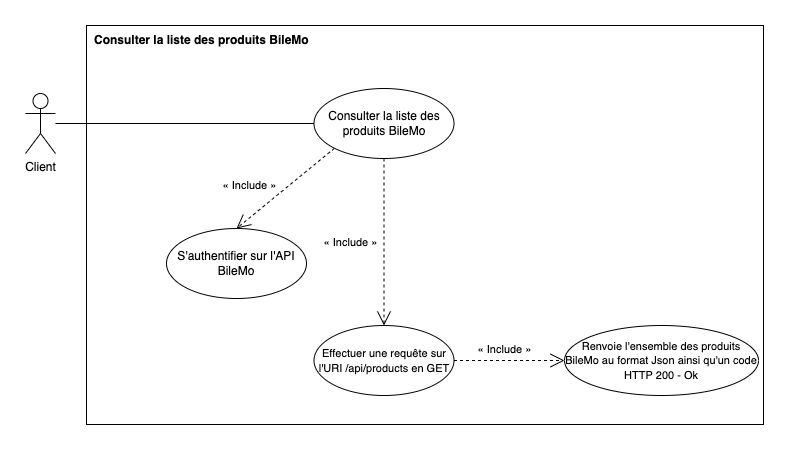 Consulter la liste des produits BileMo
Consulter la liste des
produits BileMo
Client
« Include »
S'authentifier sur l'API
BileMo
« Include »
Effectuer une requête sur
l'URI /api/products en GET
« Include »
Renvoie l'ensemble des produits
BileMo au format Json ainsi qu'un code
HTTP 200 - Ok